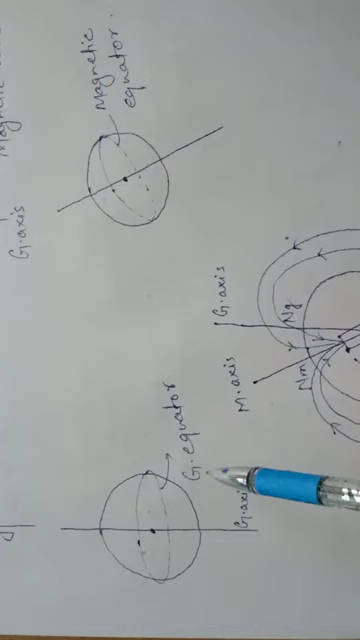 Magnetic
G.axis
Magnetic
equator.
G.axis
Ng
M.axis
Nm
G.equator
G.axis